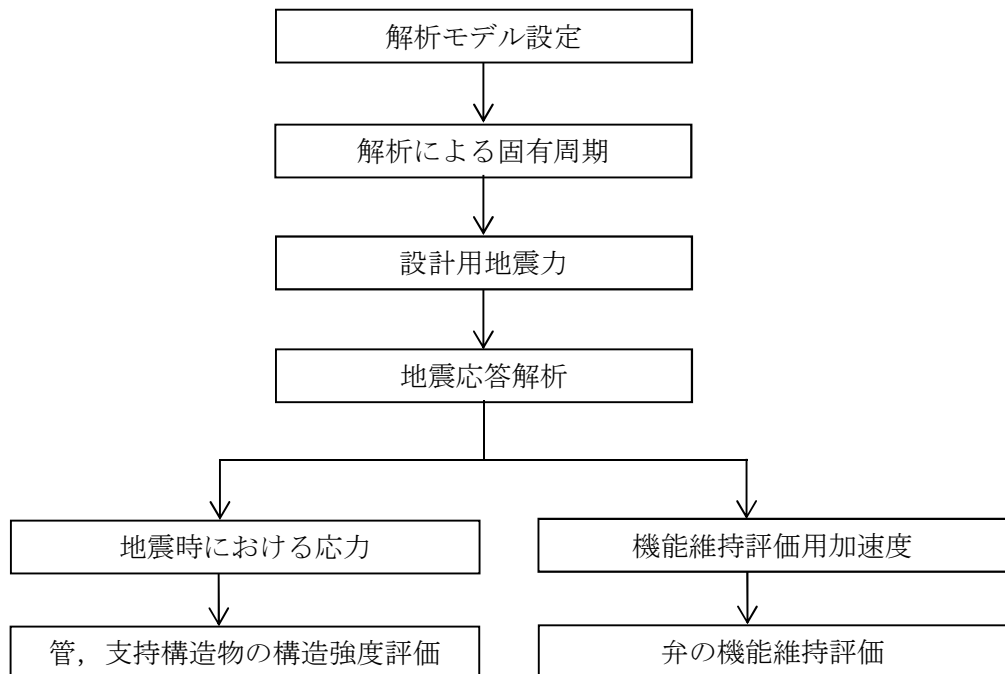 解析モデル設定
解析による固有周期
設計用地震力
地震応答解析
地震時における応力
機能維持評価用加速度
管，支持構造物の構造強度評価
弁の機能維持評価